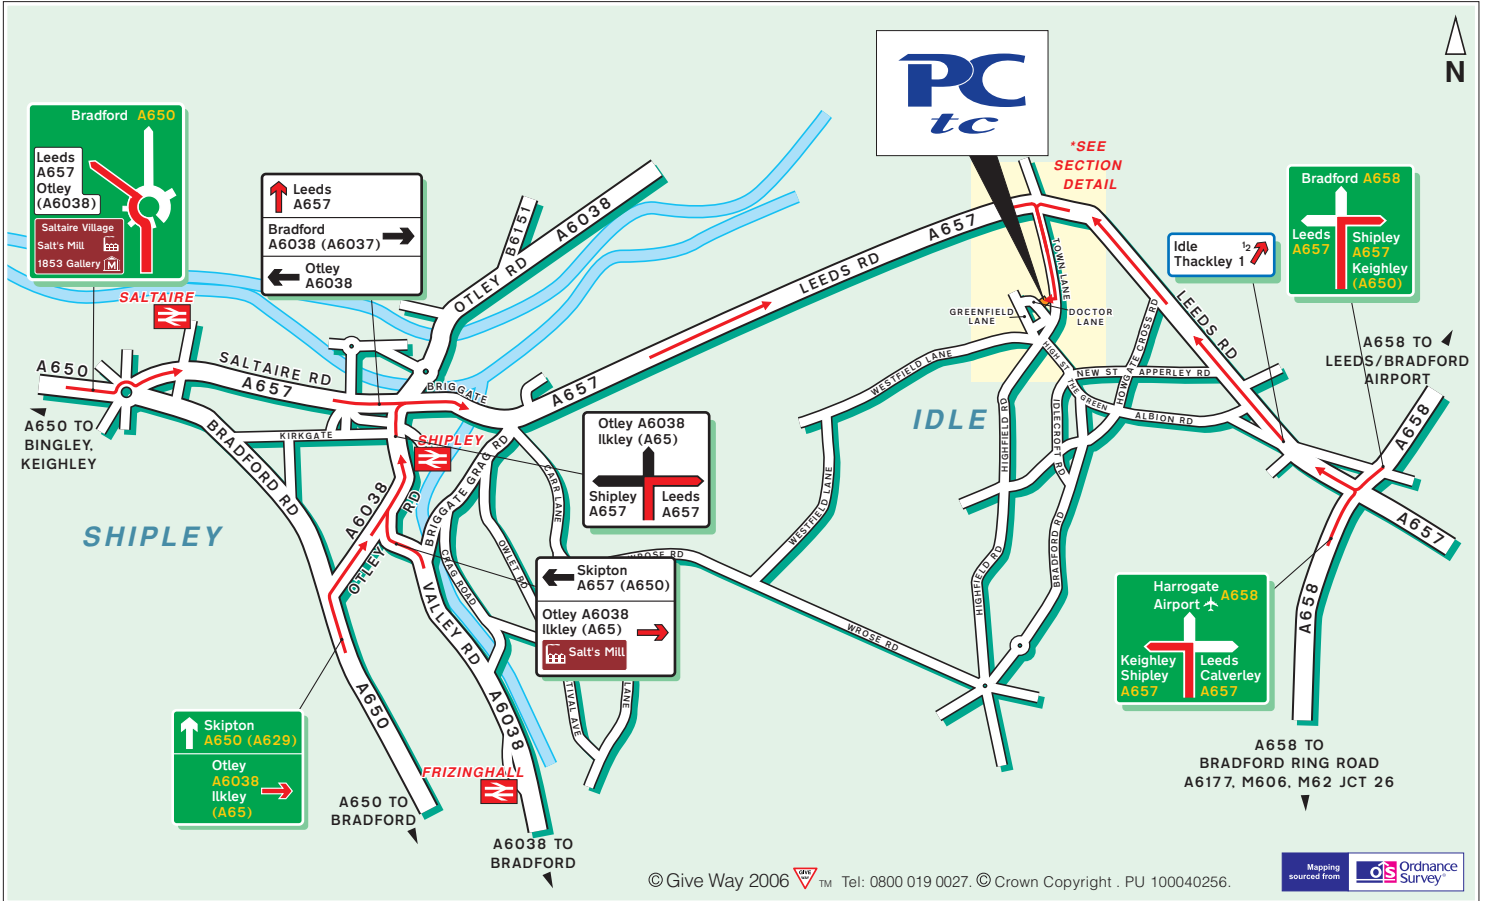 N
PC
tc
*SEE
SECTION
DETAIL
Bradford A650
Leeds
A657
Otley
(A6038)
Saltaire Village
Salt's Mill
1853 Gallery
M
SALTAIRE
Leeds
A657
Bradford
A6038 (A6037)
Otley
A6038
B6151
A6038
OTLEY RD
A657
LEEDS RD
TOWN LANE
GREENFIELD
LANE
DOCTOR
LANE
Idle ½
Thackley 1
Bradford A658
Leeds
A657
Shipley
A657
Keighley
(A650)
LEEDS RD
A658 TO
LEEDS/BRADFORD
AIRPORT
A650
SALTAIRE RD
A657
BRIGGATE
A657
A650 TO
BINGLEY,
KEIGHLEY
BRADFORD RD
KIRKGATE
SHIPLEY
WESTFIELD LANE
HIGH ST
THE GREEN
NEW ST
APPERLEY RD
HOWGATE CROSS RD
ALBION RD
IDLE
HIGHFIELD RD
IDLECROFT RD
A658
A657
Otley A6038
Ilkley (A65)
Shipley
A657
Leeds
A657
SHIPLEY
A6038
OTLEY
RD
BRIGGATE GRAG RD
CARR LANE
OWLET RD
CRAG ROAD
VALLEY RD
WESTFIELD LANE
WROSE RD
HIGHFIELD RD
BRADFORD RD
Skipton
A657 (A650)
Otley A6038
Ilkley (A65)
Salt's Mill
Harrogate
Airport
A658
Keighley
Shipley
A657
Leeds
Calverley
A657
A658
A650
A6038
TIVAL AVE
LANE
Skipton
A650 (A629)
Otley
A6038
Ilkley
(A65)
FRIZINGHALL
A650 TO
BRADFORD
A6038 TO
BRADFORD
A658 TO
BRADFORD RING ROAD
A6177, M606, M62 JCT 26
© Give Way 2006 GIVE WAY TM Tel: 0800 019 0027. © Crown Copyright . PU 100040256.
Mapping
sourced from
OS
Ordnance
Survey®